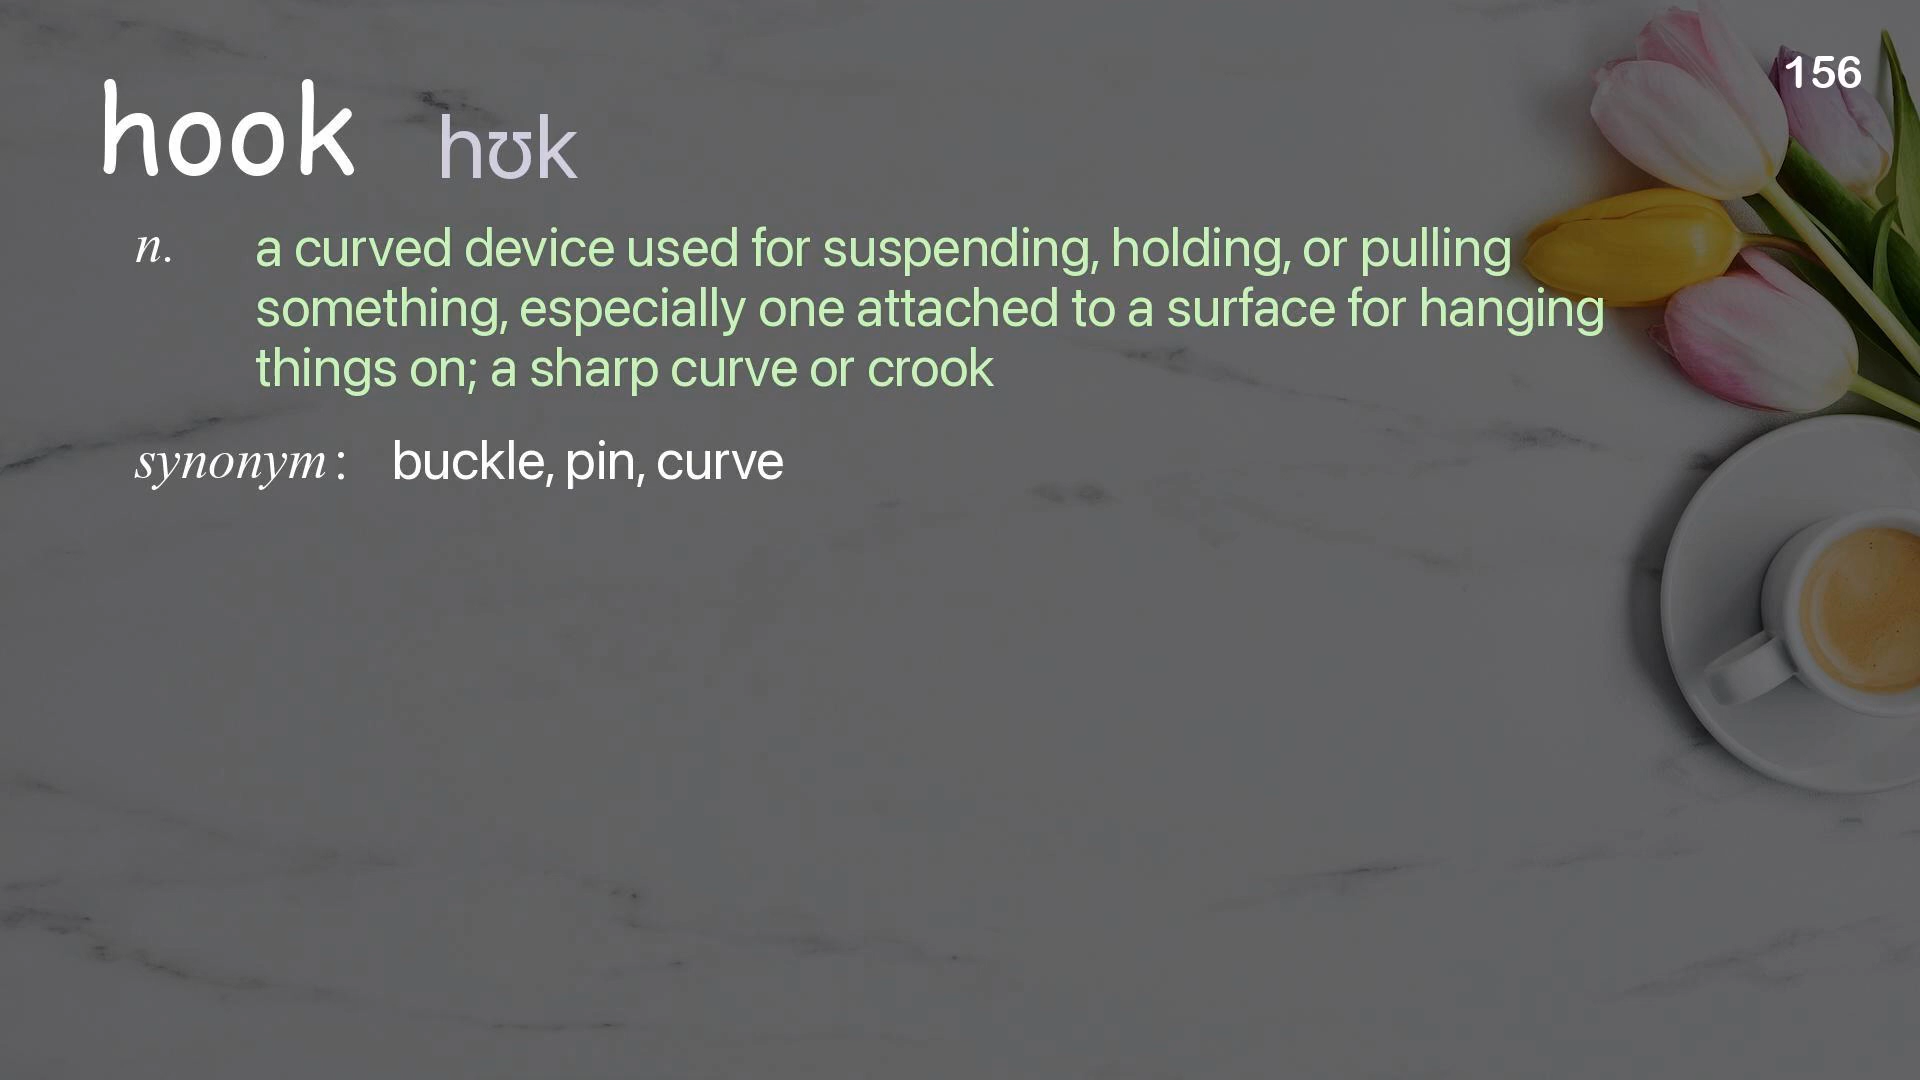 156
hook hʊk
n. a curved device used for suspending, holding, or pulling
something, especially one attached to a surface for hanging
things on; a sharp curve or crook
synonym: buckle, pin, curve